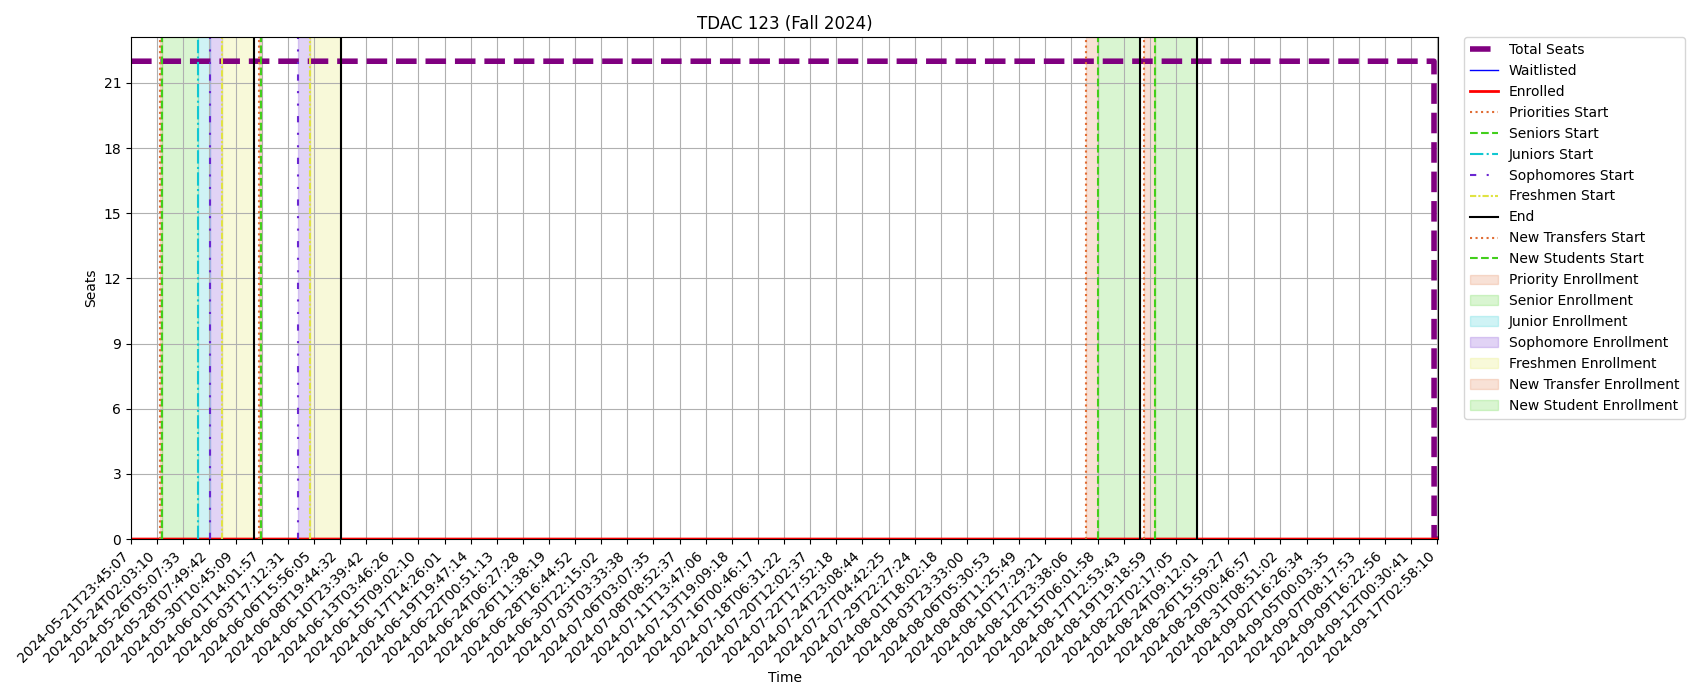 TDAC 123 (Fall 2024)
Seats
21
18
15
12
9
6
3
0
2024-05-21T23:45:07
2024-05-24T02:03:10
2024-05-26T05:07:33
2024-05-28T07:49:42
2024-05-30T10:45:09
2024-06-01T14:01:57
2024-06-03T17:12:31
2024-06-06T15:56:05
2024-06-08T19:44:32
2024-06-10T23:39:42
2024-06-13T03:46:26
2024-06-15T09:02:10
2024-06-17T14:26:01
2024-06-19T19:47:14
2024-06-22T00:51:13
2024-06-24T06:27:28
2024-06-26T11:38:19
2024-06-28T16:44:52
2024-06-30T22:15:02
2024-07-03T03:33:38
2024-07-06T03:07:35
2024-07-08T08:52:37
2024-07-11T13:47:06
2024-07-13T19:09:18
2024-07-16T00:46:17
2024-07-18T06:31:22
2024-07-20T12:02:37
2024-07-22T17:52:18
2024-07-24T23:08:44
2024-07-27T04:42:25
2024-07-29T22:27:24
2024-08-01T18:02:18
2024-08-03T23:33:00
2024-08-06T05:30:53
2024-08-08T11:25:49
2024-08-10T17:29:21
2024-08-12T23:38:06
2024-08-15T06:01:58
2024-08-17T12:53:43
2024-08-19T19:18:59
2024-08-22T02:17:05
2024-08-24T09:12:01
2024-08-26T15:59:27
2024-08-29T00:46:57
2024-08-31T08:51:02
2024-09-02T16:26:34
2024-09-05T00:03:35
2024-09-07T08:17:53
2024-09-09T16:22:56
2024-09-12T00:30:41
2024-09-17T02:58:10
Time
Total Seats
Waitlisted
Enrolled
Priorities Start
Seniors Start
Juniors Start
Sophomores Start
Freshmen Start
End
New Transfers Start
New Students Start
Priority Enrollment
Senior Enrollment
Junior Enrollment
Sophomore Enrollment
Freshmen Enrollment
New Transfer Enrollment
New Student Enrollment